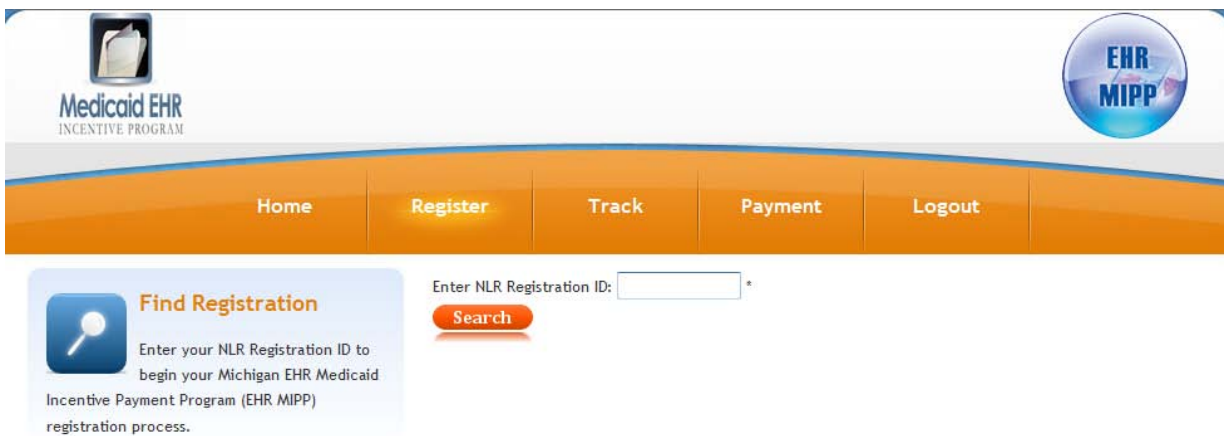 Medicaid EHR
INCENTIVE PROGRAM
EHR
MIPP
Home Register Track Payment Logout
Find Registration
Enter your NLR Registration ID to
begin your Michigan EHR Medicaid
Incentive Payment Program (EHR MIPP)
registration process.
Enter NLR Registration ID: *
Search